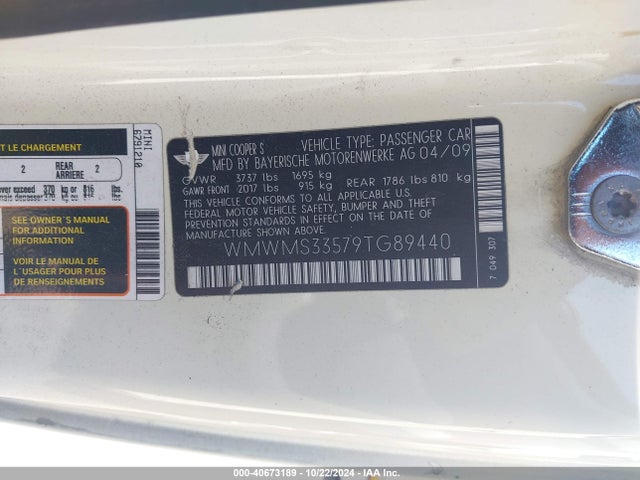 ET LE CHARGEMENT
2 REAR ARRIERE 2
ver exceed 370 kg or 816 lbs.
SEE OWNER'S MANUAL
FOR ADDITIONAL
INFORMATION
VOIR LE MANUEL DE
L'USAGER POUR PLUS
DE RENSEIGNEMENTS
MINI
6791210
MINI COOPER S VEHICLE TYPE: PASSENGER CAR
MFD BY BAYERISCHE MOTORENWERKE AG 04/09
GVWR 3737 lbs 1695 kg
GAWR FRONT 2017 lbs 915 kg REAR 1786 lbs 810 kg
THIS VEHICLE CONFORMS TO ALL APPLICABLE U.S.
FEDERAL MOTOR VEHICLE SAFETY, BUMPER AND THEFT
PREVENTION STANDARDS IN EFFECT ON THE DATE OF
MANUFACTURE SHOWN ABOVE.
WMWMS33579TG89440
7 049 307
000-40673189 - 10/22/2024 - IAA Inc.